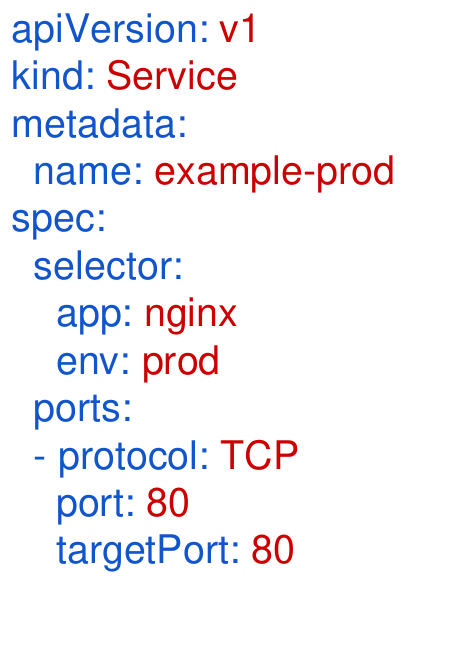 apiVersion: v1
kind: Service
metadata:
  name: example-prod
spec:
  selector:
    app: nginx
    env: prod
  ports:
  - protocol: TCP
    port: 80
    targetPort: 80